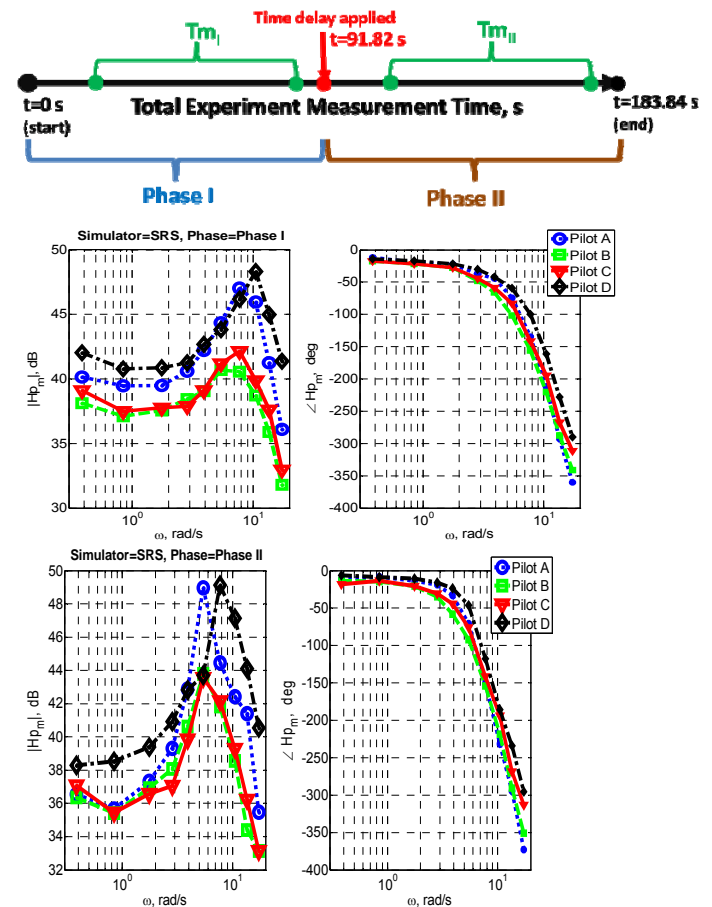 Time delay applied
t=91.82 s
Tm_I
Tm_II
t=0 s
(start)
Total Experiment Measurement Time, s
t=183.84 s
(end)
Phase I
Phase II
Simulator=SRS, Phase=Phase I
50
45
40
35
30
|Hp_m|, dB
10^0
10^1
ω, rad/s
0
-50
-100
-150
-200
-250
-300
-350
-400
∠Hp_m, deg
10^0
10^1
ω, rad/s
Pilot A
Pilot B
Pilot C
Pilot D
Simulator=SRS, Phase=Phase II
50
48
46
44
42
40
38
36
34
32
|Hp_m|, dB
10^0
10^1
ω, rad/s
0
-50
-100
-150
-200
-250
-300
-350
-400
∠Hp_m, deg
10^0
10^1
ω, rad/s
Pilot A
Pilot B
Pilot C
Pilot D